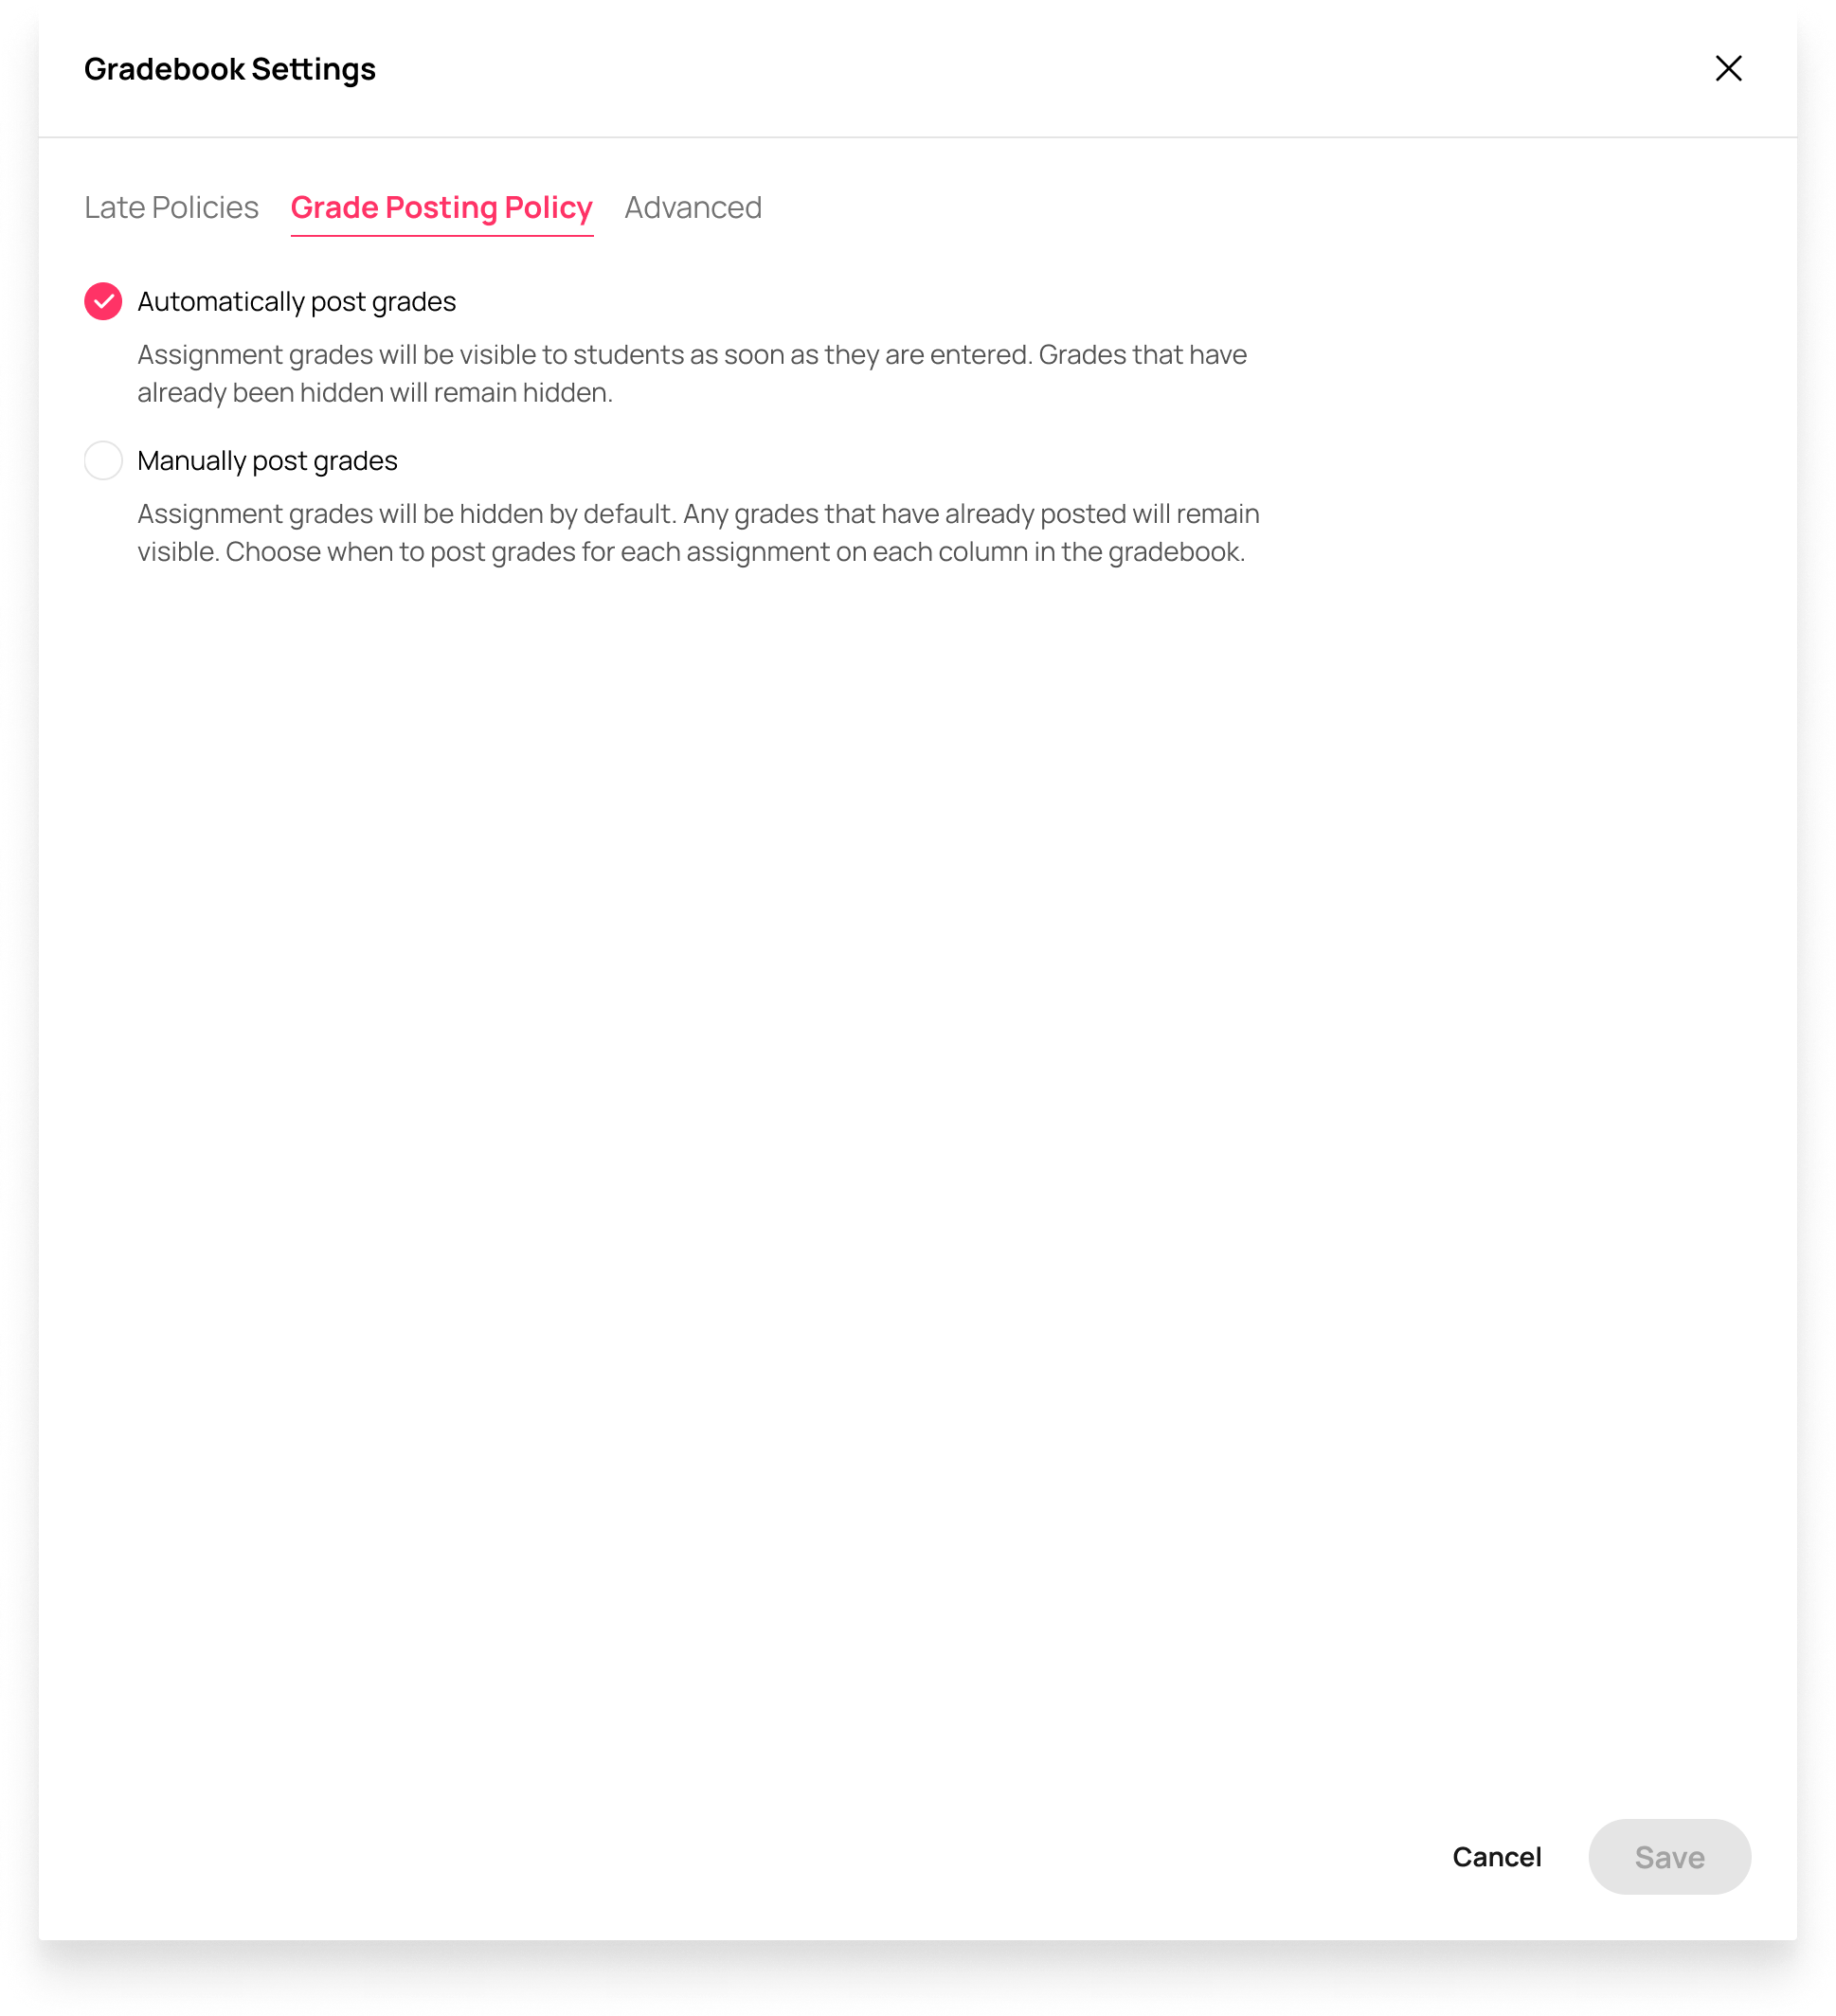 Gradebook Settings
Late Policies Grade Posting Policy Advanced
Automatically post grades
Assignment grades will be visible to students as soon as they are entered. Grades that have
already been hidden will remain hidden.
Manually post grades
Assignment grades will be hidden by default. Any grades that have already posted will remain
visible. Choose when to post grades for each assignment on each column in the gradebook.
Cancel Save